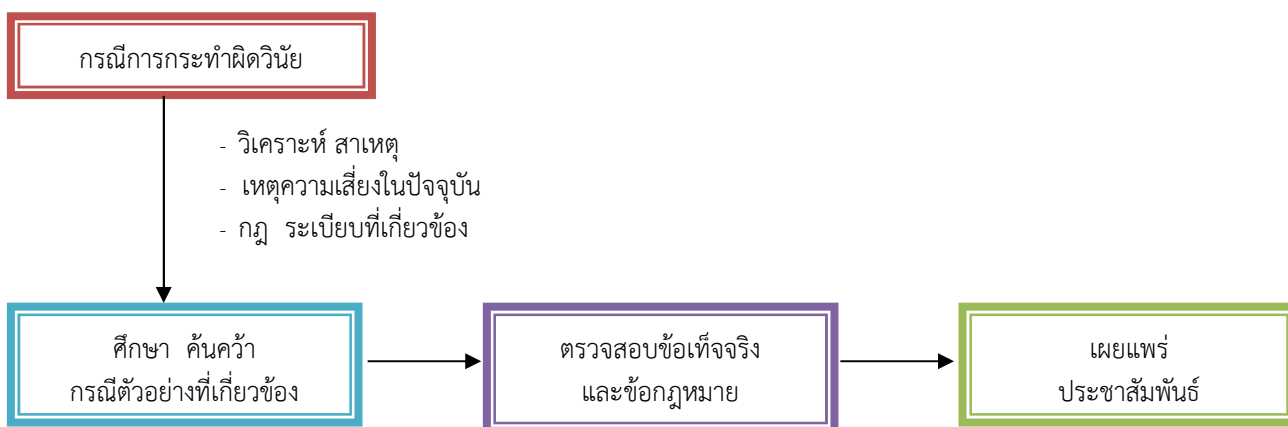 กรณีการกระทำผิดวินัย
- วิเคราะห์ สาเหตุ
- เหตุความเสี่ยงในปัจจุบัน
- กฎ ระเบียบที่เกี่ยวข้อง
ศึกษา ค้นคว้า
กรณีตัวอย่างที่เกี่ยวข้อง
ตรวจสอบข้อเท็จจริง
และข้อกฎหมาย
เผยแพร่
ประชาสัมพันธ์